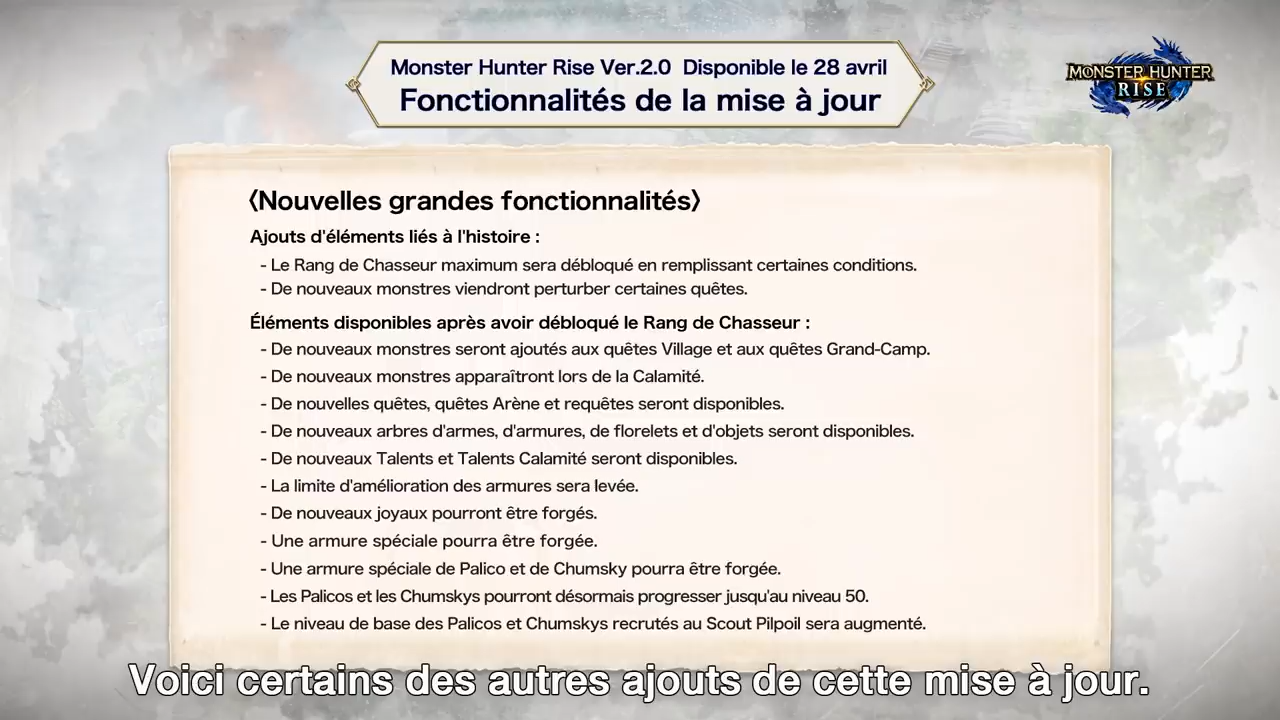 Monster Hunter Rise Ver.2.0 Disponible le 28 avril
Fonctionnalités de la mise à jour
MONSTER HUNTER
RISE
〈Nouvelles grandes fonctionnalités〉
Ajouts d'éléments liés à l'histoire :
- Le Rang de Chasseur maximum sera débloqué en remplissant certaines conditions.
- De nouveaux monstres viendront perturber certaines quêtes.
Éléments disponibles après avoir débloqué le Rang de Chasseur :
- De nouveaux monstres seront ajoutés aux quêtes Village et aux quêtes Grand-Camp.
- De nouveaux monstres apparaîtront lors de la Calamité.
- De nouvelles quêtes, quêtes Arène et requêtes seront disponibles.
- De nouveaux arbres d'armes, d'armures, de florelets et d'objets seront disponibles.
- De nouveaux Talents et Talents Calamité seront disponibles.
- La limite d'amélioration des armures sera levée.
- De nouveaux joyaux pourront être forgés.
- Une armure spéciale pourra être forgée.
- Une armure spéciale de Palico et de Chumsky pourra être forgée.
- Les Palicos et les Chumskys pourront désormais progresser jusqu'au niveau 50.
- Le niveau de base des Palicos et Chumskys recrutés au Scout Pilpoil sera augmenté.
Voici certains des autres ajouts de cette mise à jour.